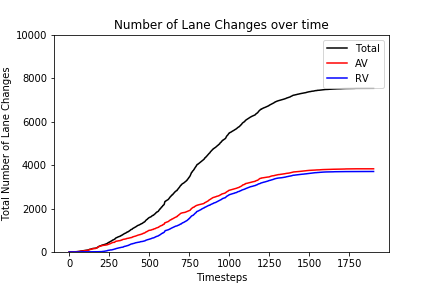 Number of Lane Changes over time
Total Number of Lane Changes
10000
8000
6000
4000
2000
0
Total
AV
RV
0 250 500 750 1000 1250 1500 1750
Timesteps